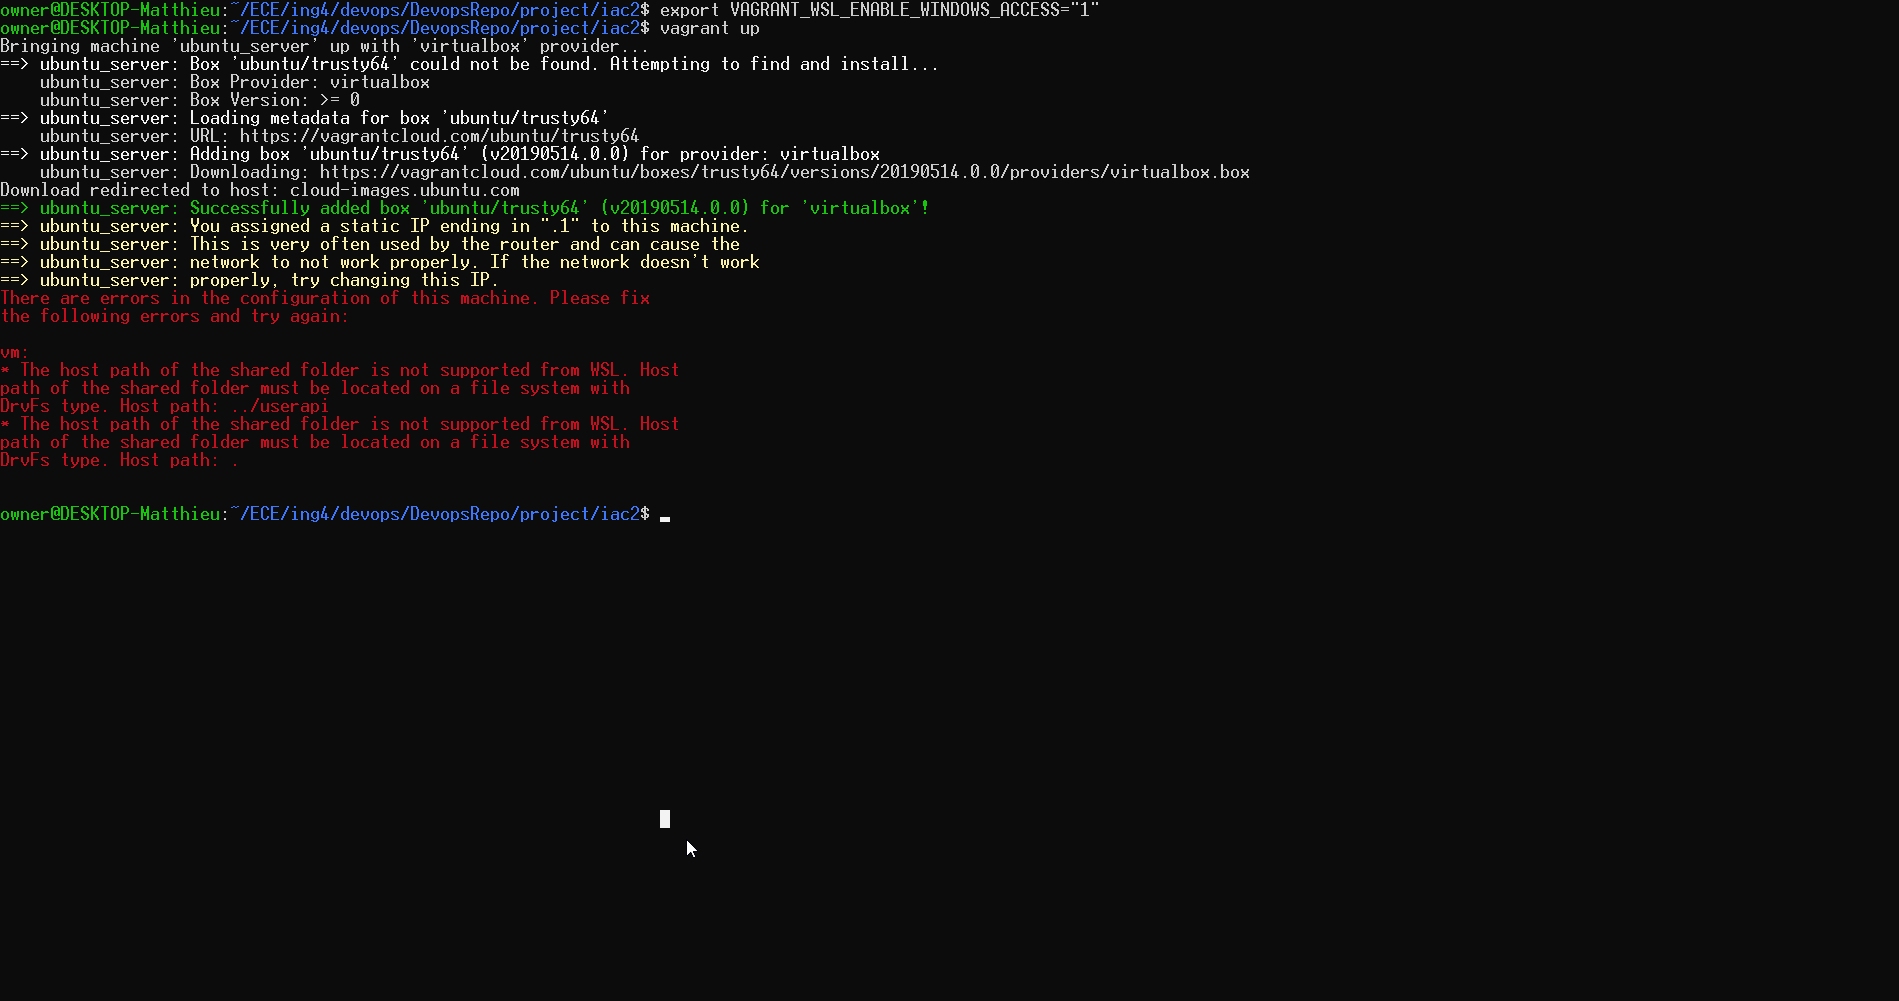 owner@DESKTOP-Matthieu:~/ECE/ing4/devops/DevopsRepo/project/iac2$ export VAGRANT_WSL_ENABLE_WINDOWS_ACCESS="1"
owner@DESKTOP-Matthieu:~/ECE/ing4/devops/DevopsRepo/project/iac2$ vagrant up
Bringing machine 'ubuntu_server' up with 'virtualbox' provider...
==> ubuntu_server: Box 'ubuntu/trusty64' could not be found. Attempting to find and install...
    ubuntu_server: Box Provider: virtualbox
    ubuntu_server: Box Version: >= 0
==> ubuntu_server: Loading metadata for box 'ubuntu/trusty64'
    ubuntu_server: URL: https://vagrantcloud.com/ubuntu/trusty64
==> ubuntu_server: Adding box 'ubuntu/trusty64' (v20190514.0.0) for provider: virtualbox
    ubuntu_server: Downloading: https://vagrantcloud.com/ubuntu/boxes/trusty64/versions/20190514.0.0/providers/virtualbox.box
Download redirected to host: cloud-images.ubuntu.com
==> ubuntu_server: Successfully added box 'ubuntu/trusty64' (v20190514.0.0) for 'virtualbox'!
==> ubuntu_server: You assigned a static IP ending in ".1" to this machine.
==> ubuntu_server: This is very often used by the router and can cause the
==> ubuntu_server: network to not work properly. If the network doesn't work
==> ubuntu_server: properly, try changing this IP.
There are errors in the configuration of this machine. Please fix
the following errors and try again:

vm:
* The host path of the shared folder is not supported from WSL. Host
path of the shared folder must be located on a file system with
DrvFs type. Host path: ../userapi
* The host path of the shared folder is not supported from WSL. Host
path of the shared folder must be located on a file system with
DrvFs type. Host path: .

owner@DESKTOP-Matthieu:~/ECE/ing4/devops/DevopsRepo/project/iac2$